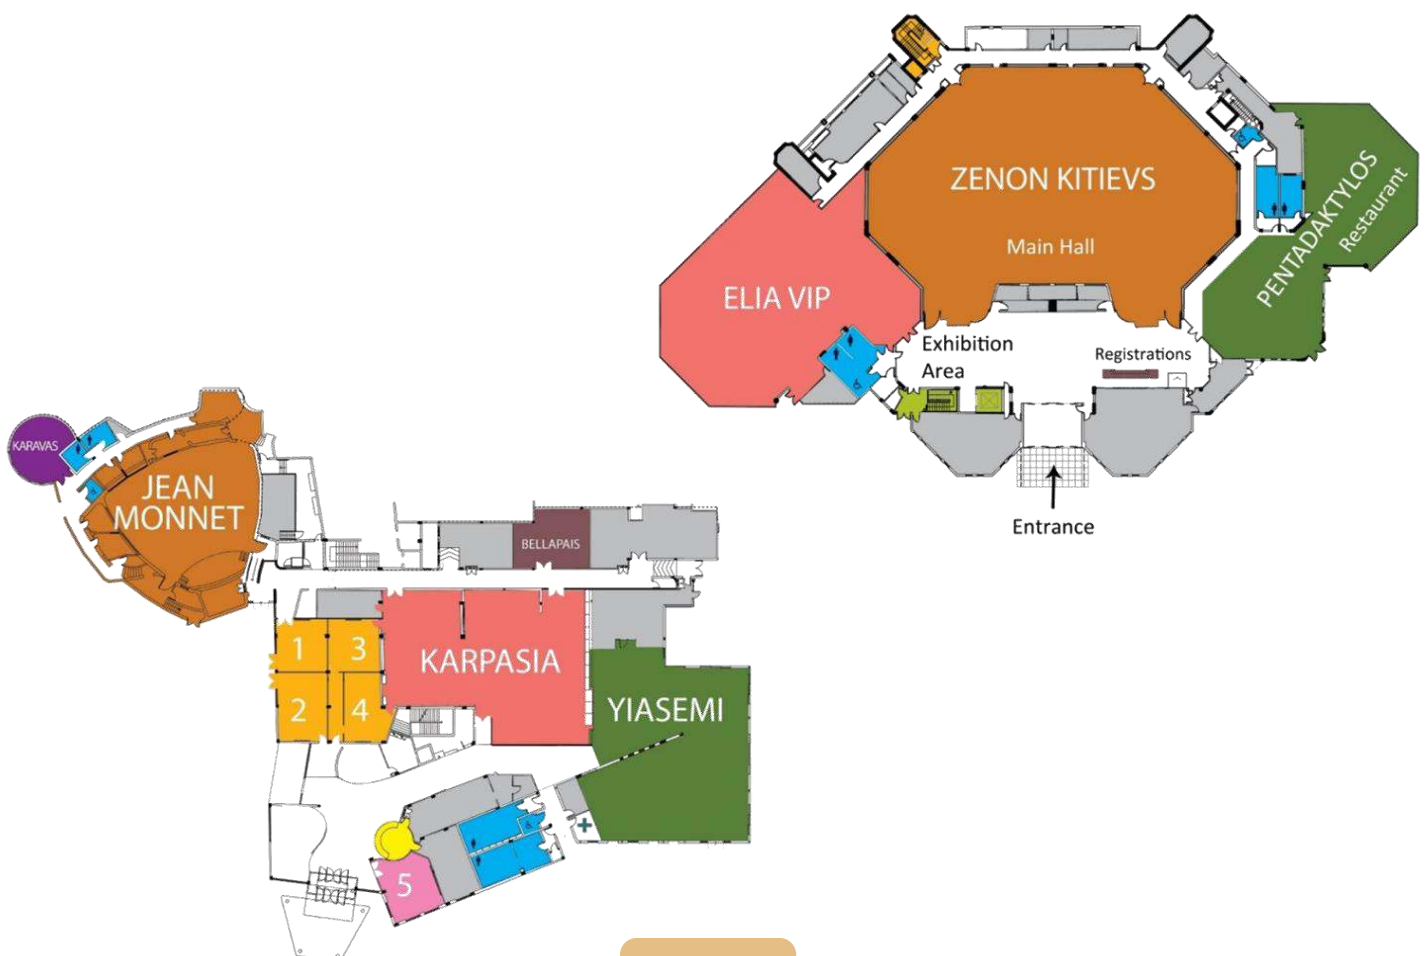 ZENON KITIEVS
Main Hall
PENTADAKTYLOS
Restaurant
ELIA VIP
Exhibition
Area
Registrations
Entrance
KARAVAS
JEAN
MONNET
BELLAPAIS
1
3
KARPASIA
2
4
YIASEMI
5